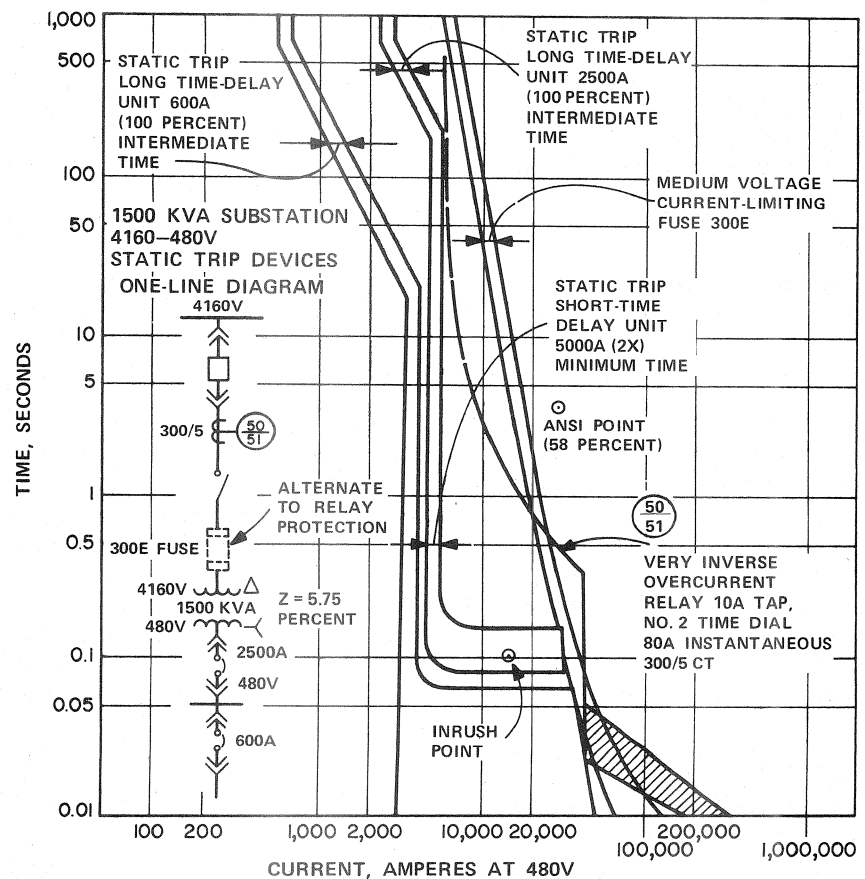 1,000
500
100
50
10
5
1
0.5
0.1
0.05
0.01
TIME, SECONDS
STATIC TRIP
LONG TIME-DELAY
UNIT 600A
(100 PERCENT)
INTERMEDIATE
TIME
STATIC TRIP
LONG TIME-DELAY
UNIT 2500A
(100 PERCENT)
INTERMEDIATE
TIME
MEDIUM VOLTAGE
CURRENT-LIMITING
FUSE 300E
1500 KVA SUBSTATION
4160–480V
STATIC TRIP DEVICES
ONE-LINE DIAGRAM
4160V
300/5
50
51
ALTERNATE
TO RELAY
PROTECTION
300E FUSE
4160V
1500 KVA
480V
Z = 5.75
PERCENT
2500A
480V
600A
STATIC TRIP
SHORT-TIME
DELAY UNIT
5000A (2X)
MINIMUM TIME
ANSI POINT
(58 PERCENT)
50
51
VERY INVERSE
OVERCURRENT
RELAY 10A TAP,
NO. 2 TIME DIAL
80A INSTANTANEOUS
300/5 CT
INRUSH
POINT
100
200
1,000
2,000
10,000
20,000
100,000
200,000
1,000,000
CURRENT, AMPERES AT 480V